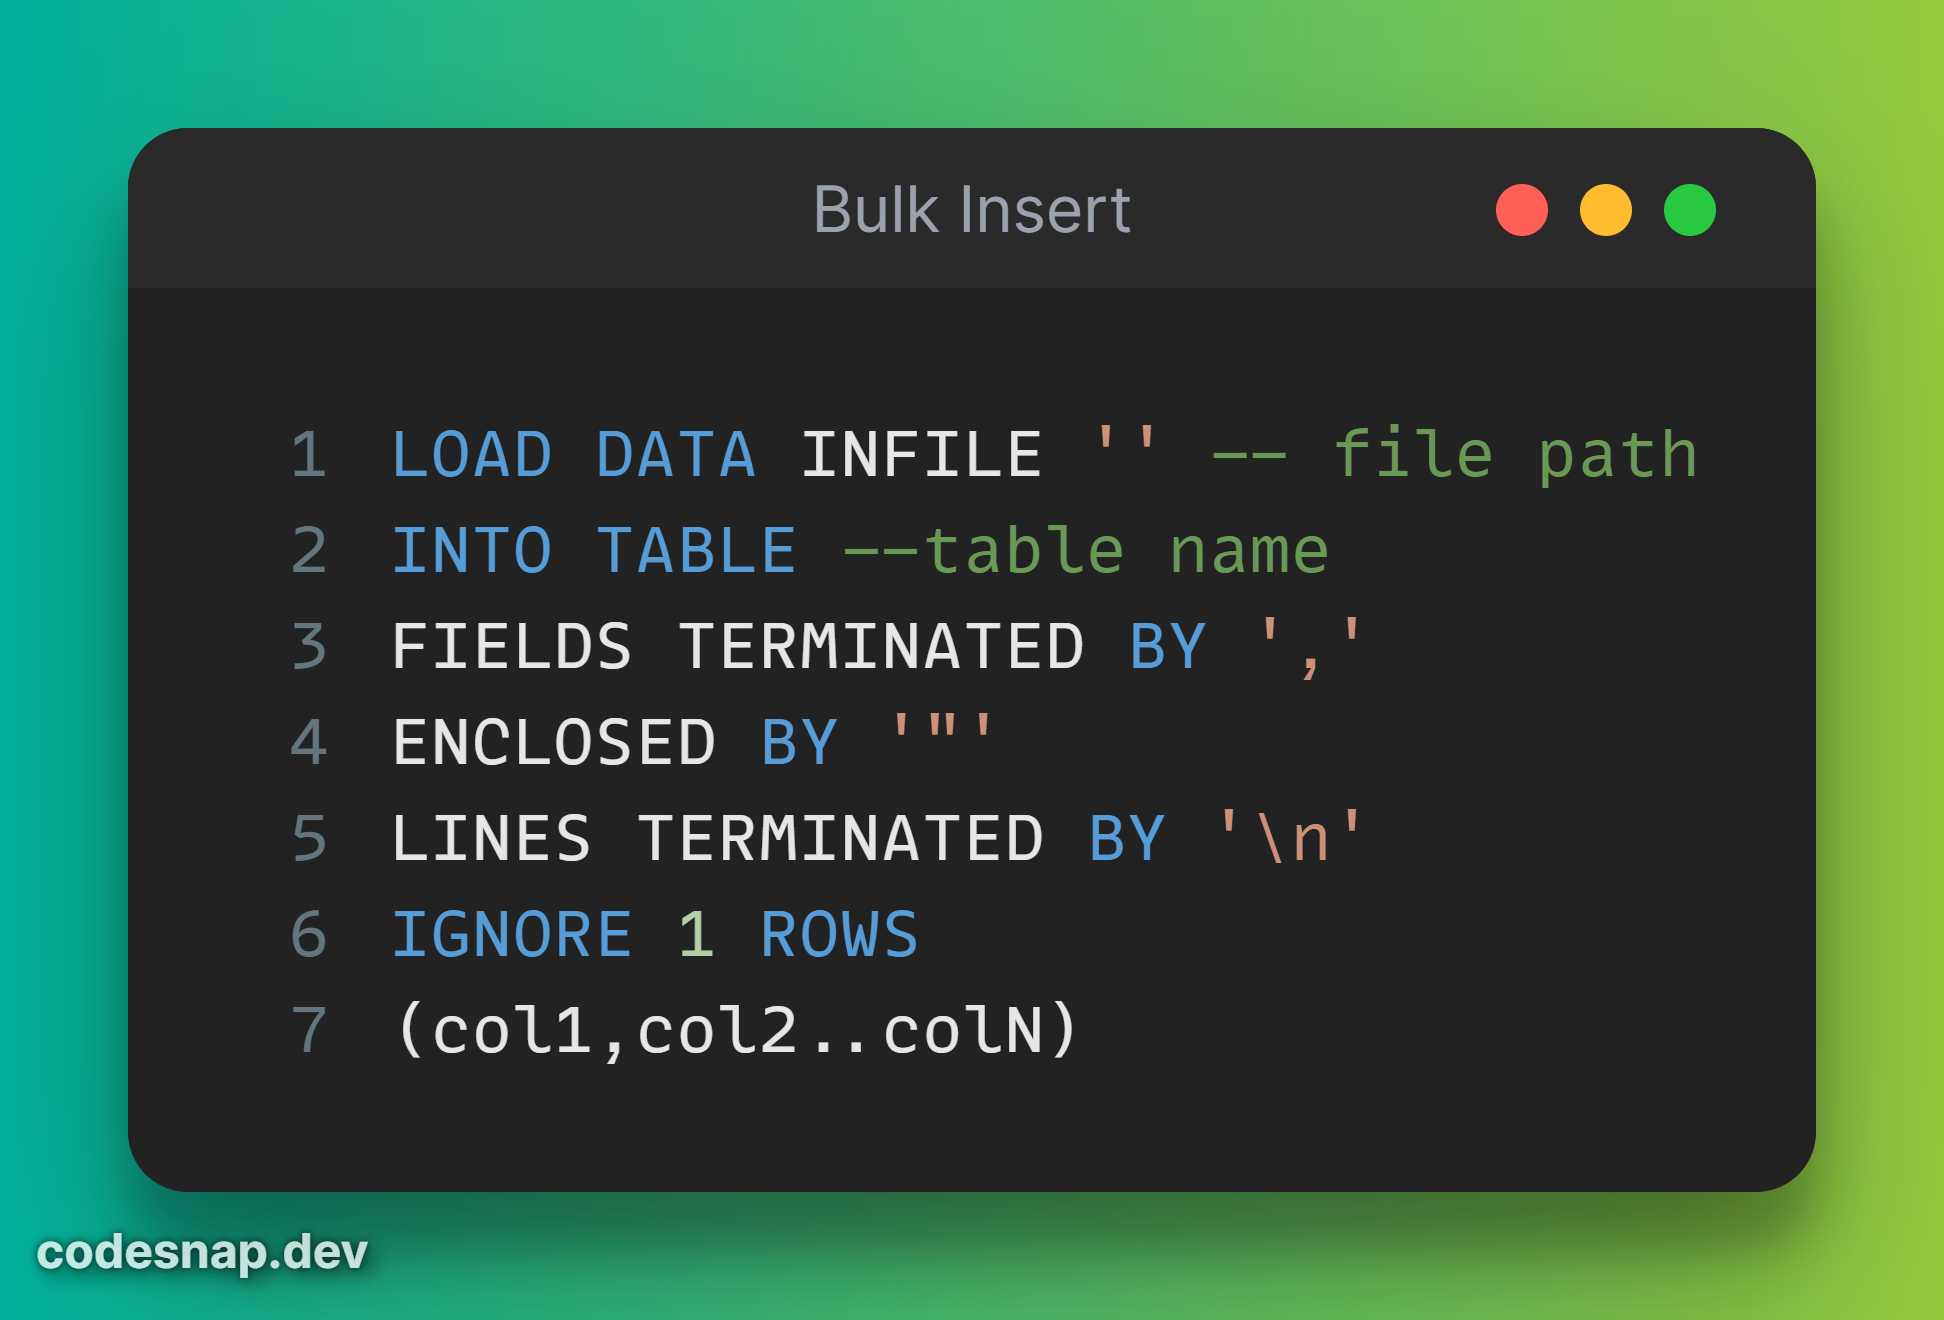 Bulk Insert
1 LOAD DATA INFILE '' -- file path
2 INTO TABLE --table name
3 FIELDS TERMINATED BY ','
4 ENCLOSED BY '"'
5 LINES TERMINATED BY '\n'
6 IGNORE 1 ROWS
7 (col1,col2..colN)
codesnap.dev